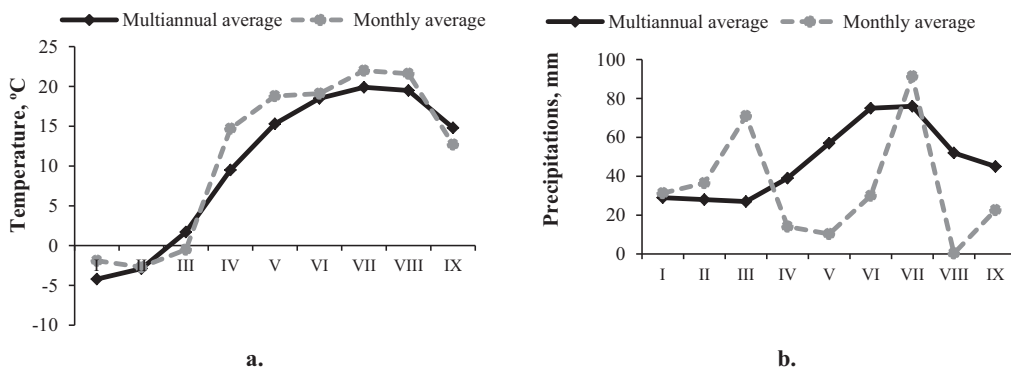 Multiannual average Monthly average
Temperature, ºC
25
20
15
10
5
0
-5
-10
I II III IV V VI VII VIII IX
a.
Multiannual average Monthly average
Precipitations, mm
100
80
60
40
20
0
I II III IV V VI VII VIII IX
b.